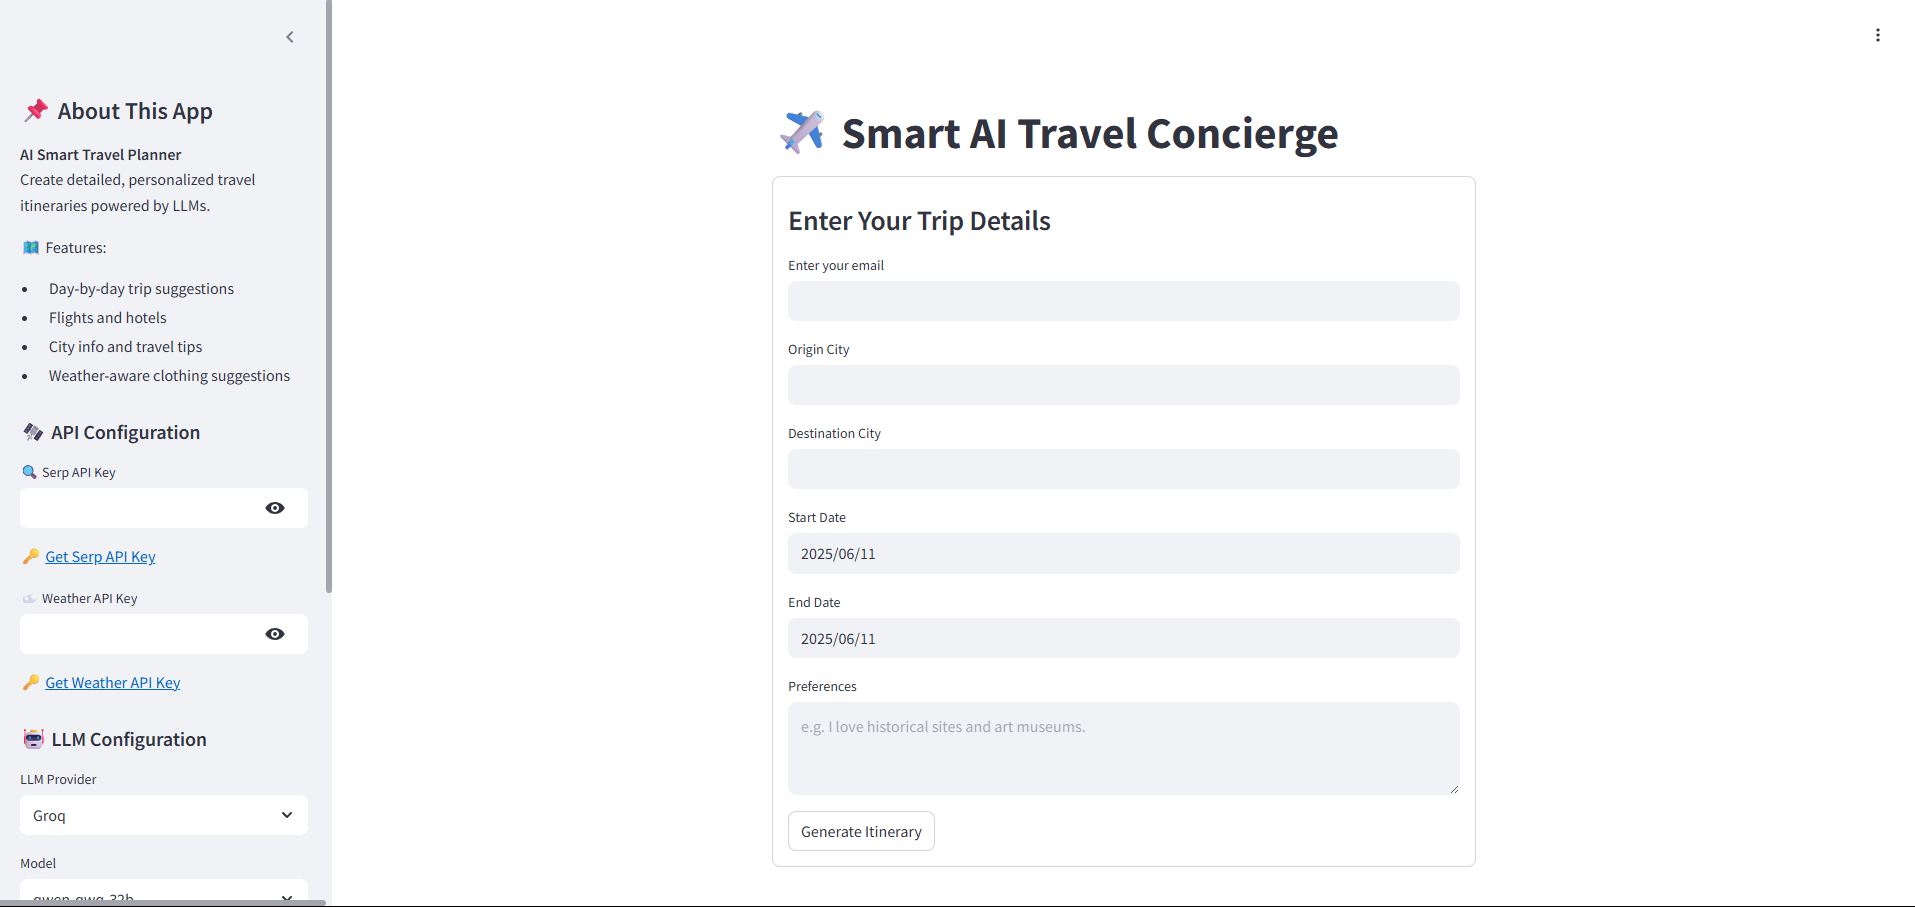 About This App
AI Smart Travel Planner
Create detailed, personalized travel
itineraries powered by LLMs.
Features:
Day-by-day trip suggestions
Flights and hotels
City info and travel tips
Weather-aware clothing suggestions
API Configuration
Serp API Key
Get Serp API Key
Weather API Key
Get Weather API Key
LLM Configuration
LLM Provider
Groq
Model
qwen-qwq-32b
Smart AI Travel Concierge
Enter Your Trip Details
Enter your email
Origin City
Destination City
Start Date
2025/06/11
End Date
2025/06/11
Preferences
e.g. I love historical sites and art museums.
Generate Itinerary